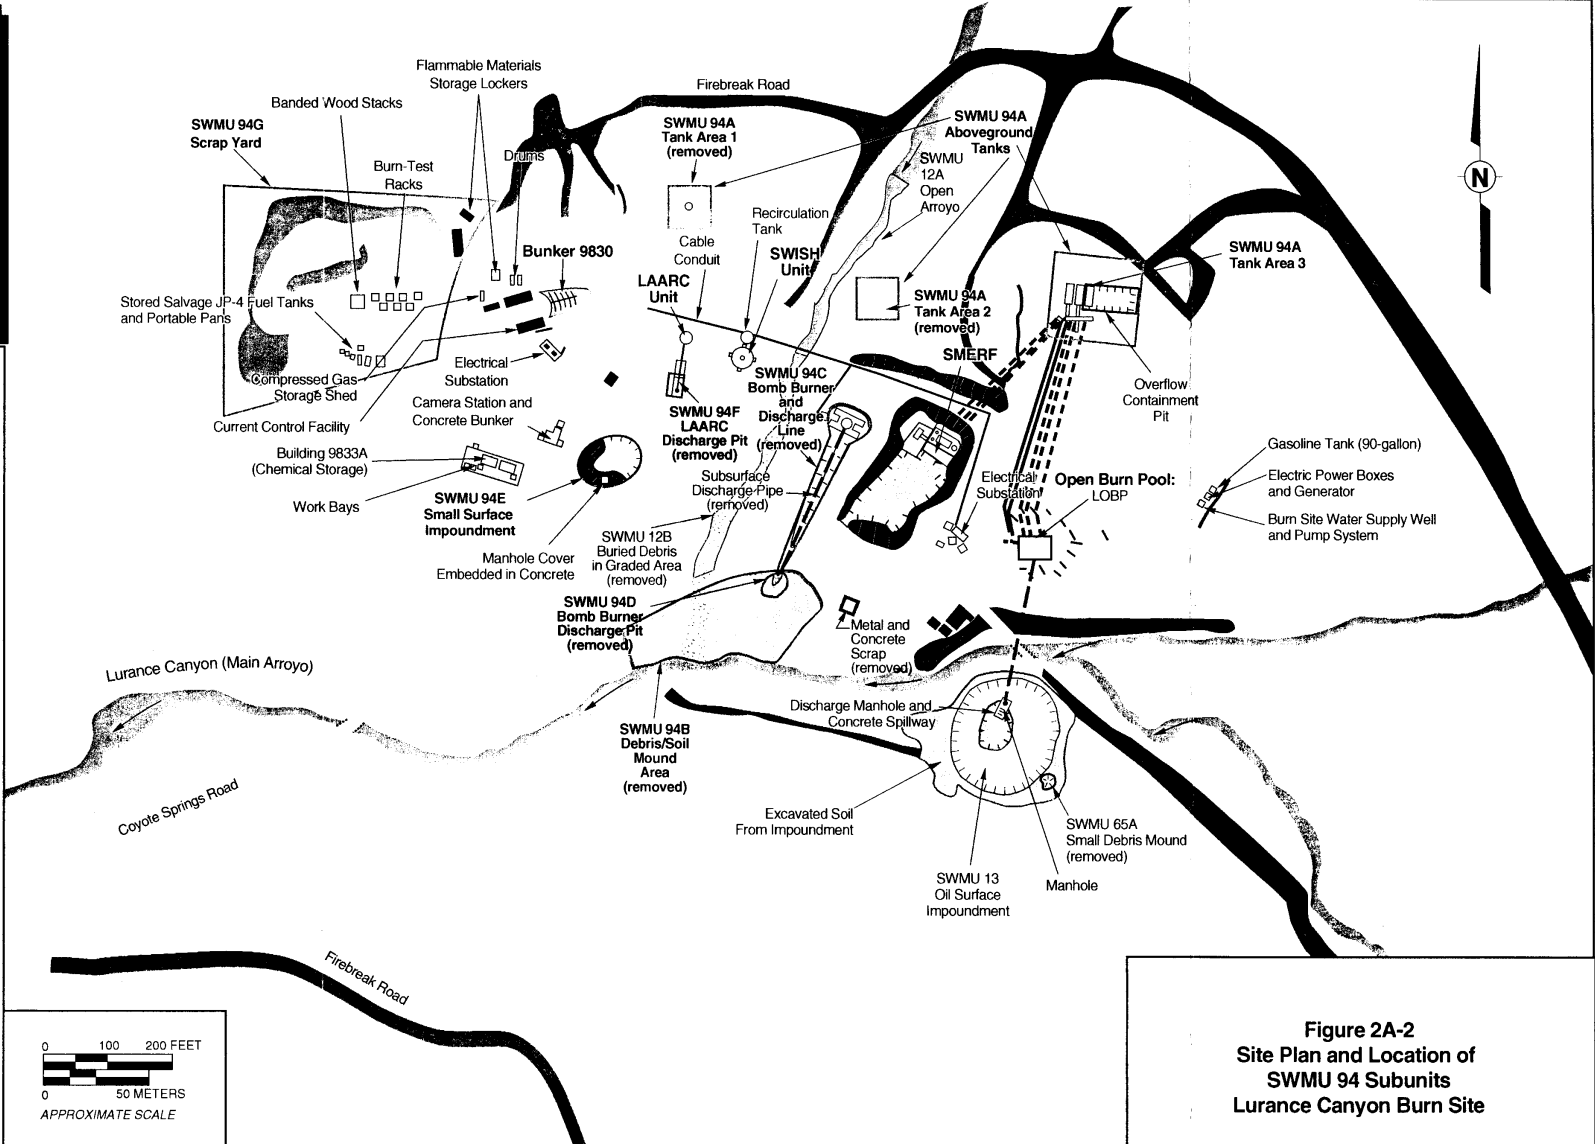 Flammable Materials
Storage Lockers
Banded Wood Stacks
SWMU 94G
Scrap Yard
Burn-Test
Racks
Drums
Firebreak Road
SWMU 94A
Tank Area 1
(removed)
SWMU 94A
Aboveground
Tanks
SWMU
12A
Open
Arroyo
N
Recirculation
Tank
Cable
Conduit
SWISH
Unit
Bunker 9830
LAARC
Unit
SWMU 94A
Tank Area 3
SWMU 94A
Tank Area 2
(removed)
Stored Salvage JP-4 Fuel Tanks
and Portable Pans
SMERF
Electrical
Substation
Compressed Gas
Storage Shed
Current Control Facility
Camera Station and
Concrete Bunker
SWMU 94C
Bomb Burner
and
Discharge
Line
(removed)
Overflow
Containment
Pit
SWMU 94F
LAARC
Discharge Pit
(removed)
Building 9833A
(Chemical Storage)
Work Bays
SWMU 94E
Small Surface
Impoundment
Subsurface
Discharge Pipe
(removed)
Electrical
Substation
Open Burn Pool:
LOBP
Gasoline Tank (90-gallon)
Electric Power Boxes
and Generator
Burn Site Water Supply Well
and Pump System
Manhole Cover
Embedded in Concrete
SWMU 12B
Buried Debris
in Graded Area
(removed)
SWMU 94D
Bomb Burner
Discharge Pit
(removed)
Metal and
Concrete
Scrap
(removed)
Lurance Canyon (Main Arroyo)
Discharge Manhole and
Concrete Spillway
SWMU 94B
Debris/Soil
Mound
Area
(removed)
Coyote Springs Road
Excavated Soil
From Impoundment
SWMU 65A
Small Debris Mound
(removed)
SWMU 13
Oil Surface
Impoundment
Manhole
Firebreak Road
0 100 200 FEET
0 50 METERS
APPROXIMATE SCALE
Figure 2A-2
Site Plan and Location of
SWMU 94 Subunits
Lurance Canyon Burn Site